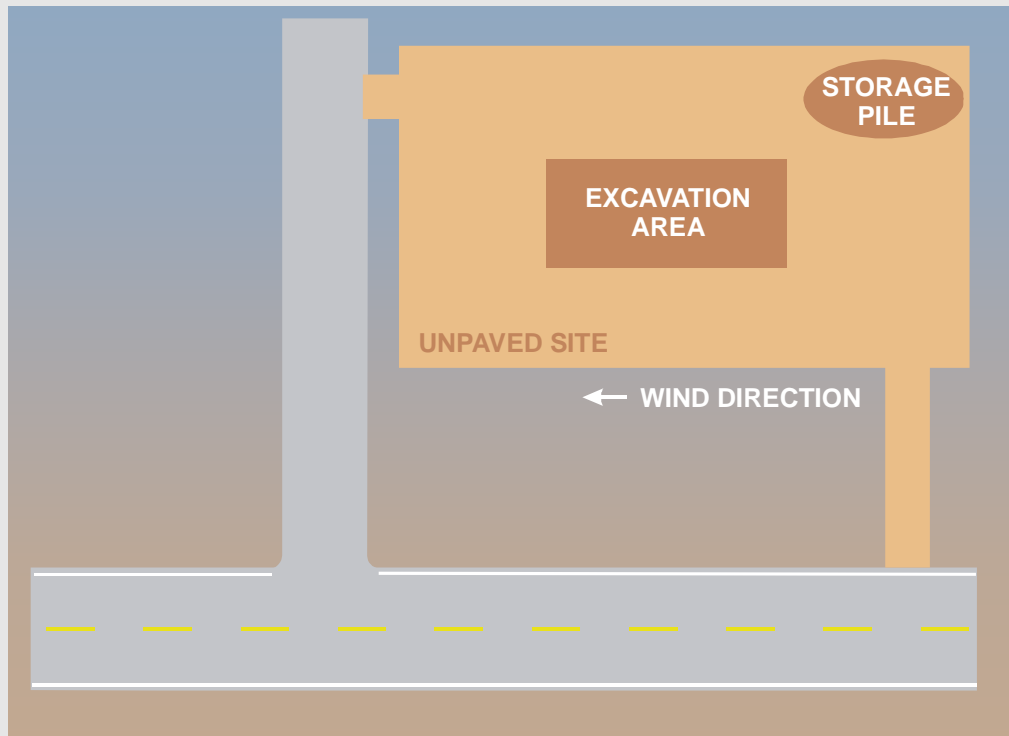 STORAGE
PILE
EXCAVATION
AREA
UNPAVED SITE
WIND DIRECTION